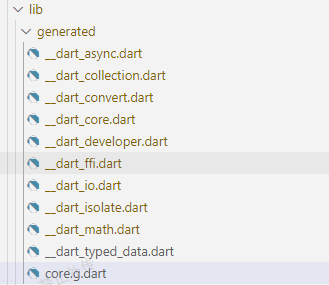 lib
generated
__dart_async.dart
__dart_collection.dart
__dart_convert.dart
__dart_core.dart
__dart_developer.dart
__dart_ffi.dart
__dart_io.dart
__dart_isolate.dart
__dart_math.dart
__dart_typed_data.dart
core.g.dart